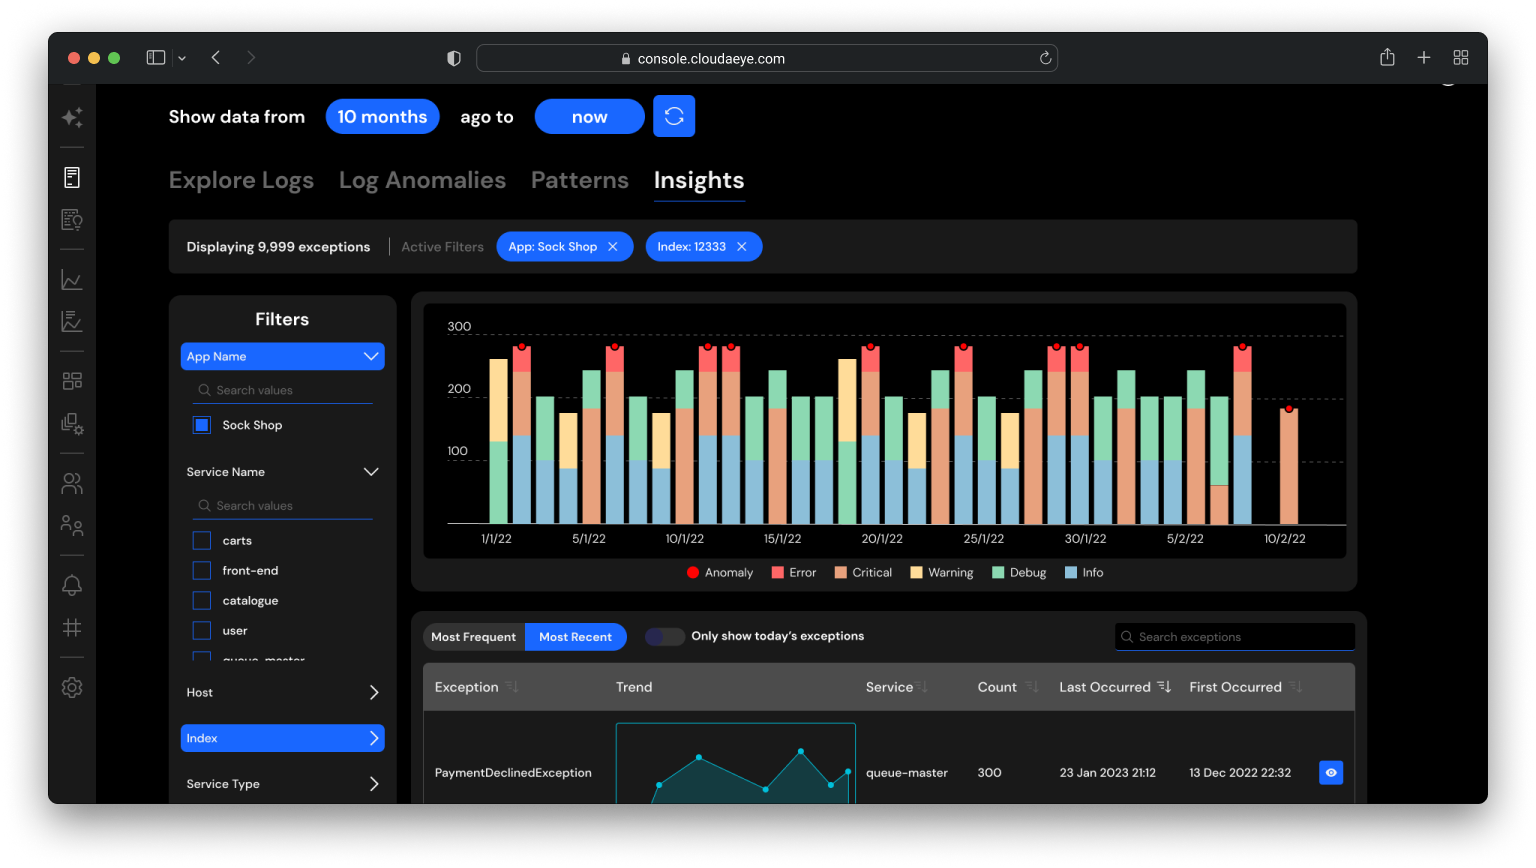 console.cloudaeye.com
Show data from 10 months ago to now
Explore Logs Log Anomalies Patterns Insights
Displaying 9,999 exceptions Active Filters App: Sock Shop Index: 12333
Filters
App Name
Search values
Sock Shop
Service Name
Search values
carts
front-end
catalogue
user
queue-master
Host
Index
Service Type
300
200
100
1/1/22 5/1/22 10/1/22 15/1/22 20/1/22 25/1/22 30/1/22 5/2/22 10/2/22
Anomaly Error Critical Warning Debug Info
Most Frequent Most Recent Only show today's exceptions Search exceptions
Exception Trend Service Count Last Occurred First Occurred
PaymentDeclinedException queue-master 300 23 Jan 2023 21:12 13 Dec 2022 22:32